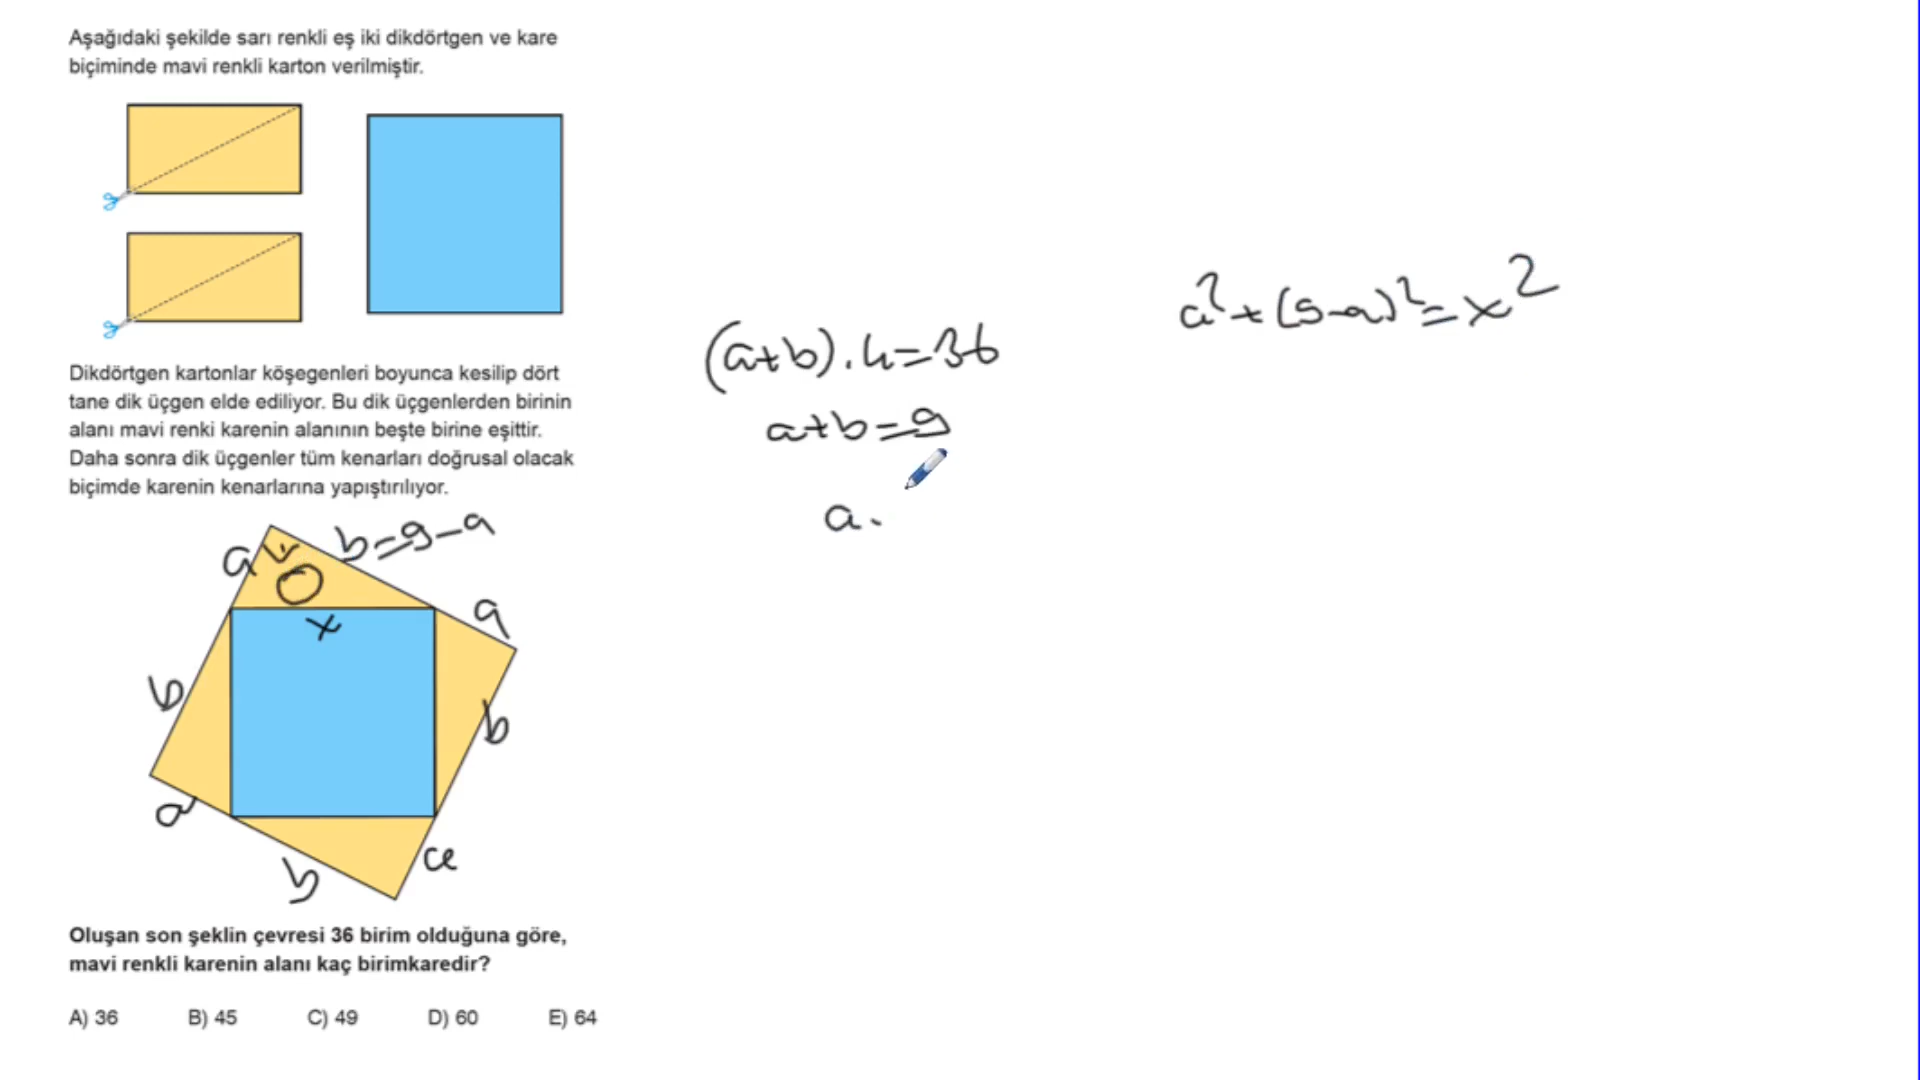 Aşağıdaki şekilde sarı renkli eş iki dikdörtgen ve kare
biçiminde mavi renkli karton verilmiştir.
Dikdörtgen kartonlar köşegenleri boyunca kesilip dört
tane dik üçgen elde ediliyor. Bu dik üçgenlerden birinin
alanı mavi renki karenin alanının beşte birine eşittir.
Daha sonra dik üçgenler tüm kenarları doğrusal olacak
biçimde karenin kenarlarına yapıştırılıyor.
a
b=9-a
a
x
b
b
a
b
a
Oluşan son şeklin çevresi 36 birim olduğuna göre,
mavi renkli karenin alanı kaç birimkaredir?
A) 36 B) 45 C) 49 D) 60 E) 64
(a+b).4=36
a+b=9
a.
a²+(9-a)²=x²